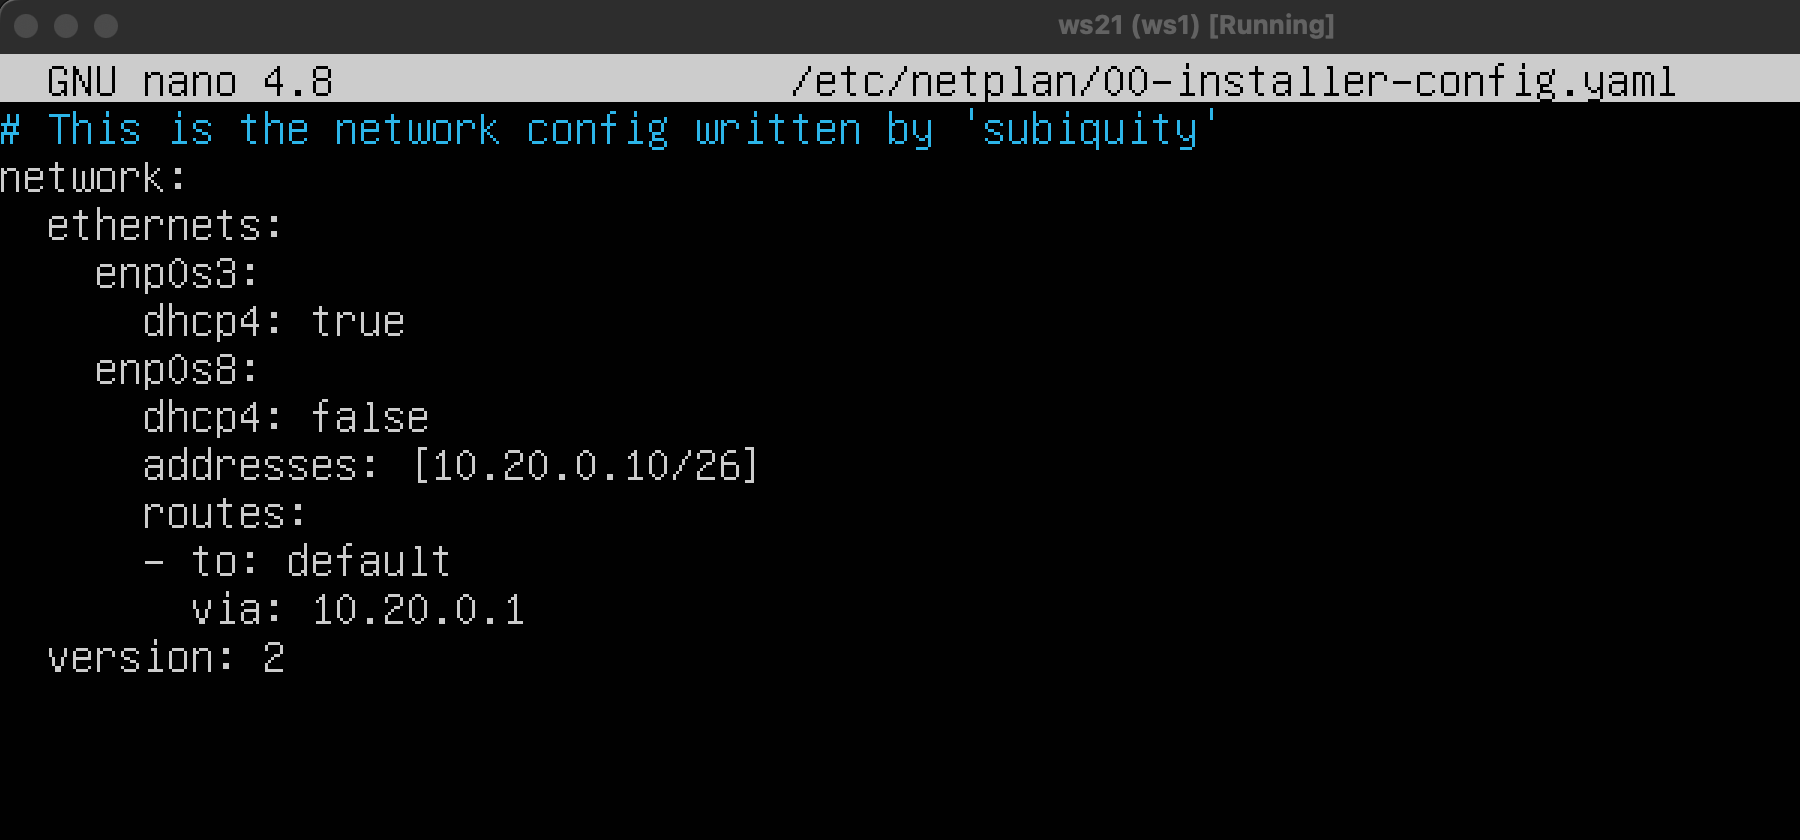 ws21 (ws1) [Running]
GNU nano 4.8 /etc/netplan/00-installer-config.yaml
# This is the network config written by 'subiquity'
network:
  ethernets:
    enp0s3:
      dhcp4: true
    enp0s8:
      dhcp4: false
      addresses: [10.20.0.10/26]
      routes:
      - to: default
        via: 10.20.0.1
  version: 2